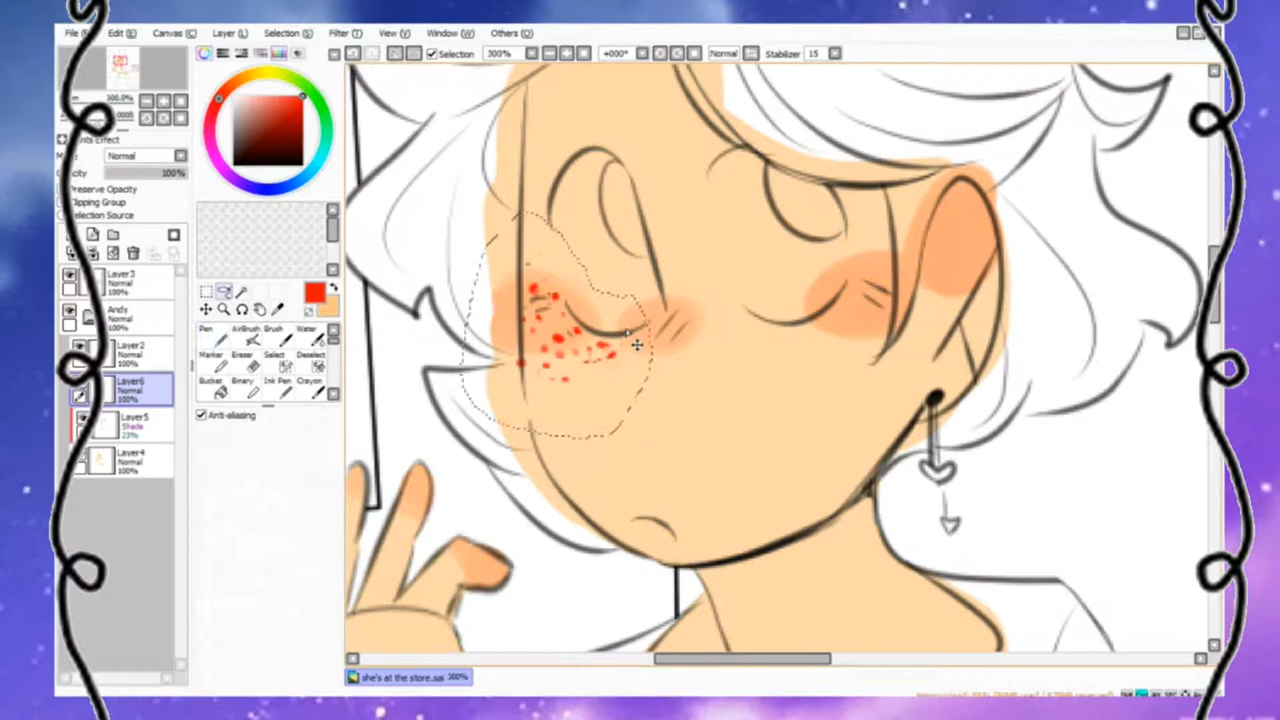 File Edit (E) Canvas (C) Layer (L) Selection (S) Filter (T) View (V) Window (W) Others (O)
Selection 300% +000° Normal Stabilizer 15
300.0%
0005
Effect
Normal
100%
Preserve Opacity
Clipping Group
Selection Source
Layer3
Normal
100%
Andy
Normal
100%
Layer2
Normal
100%
Layer6
Normal
100%
Layer5
Shade
23%
Layer4
Normal
100%
Pen AirBrush Brush Water
Marker Eraser Select Deselect
Bucket Binary Ink Pen Crayon
Anti-aliasing
she's at the store.sai 300%